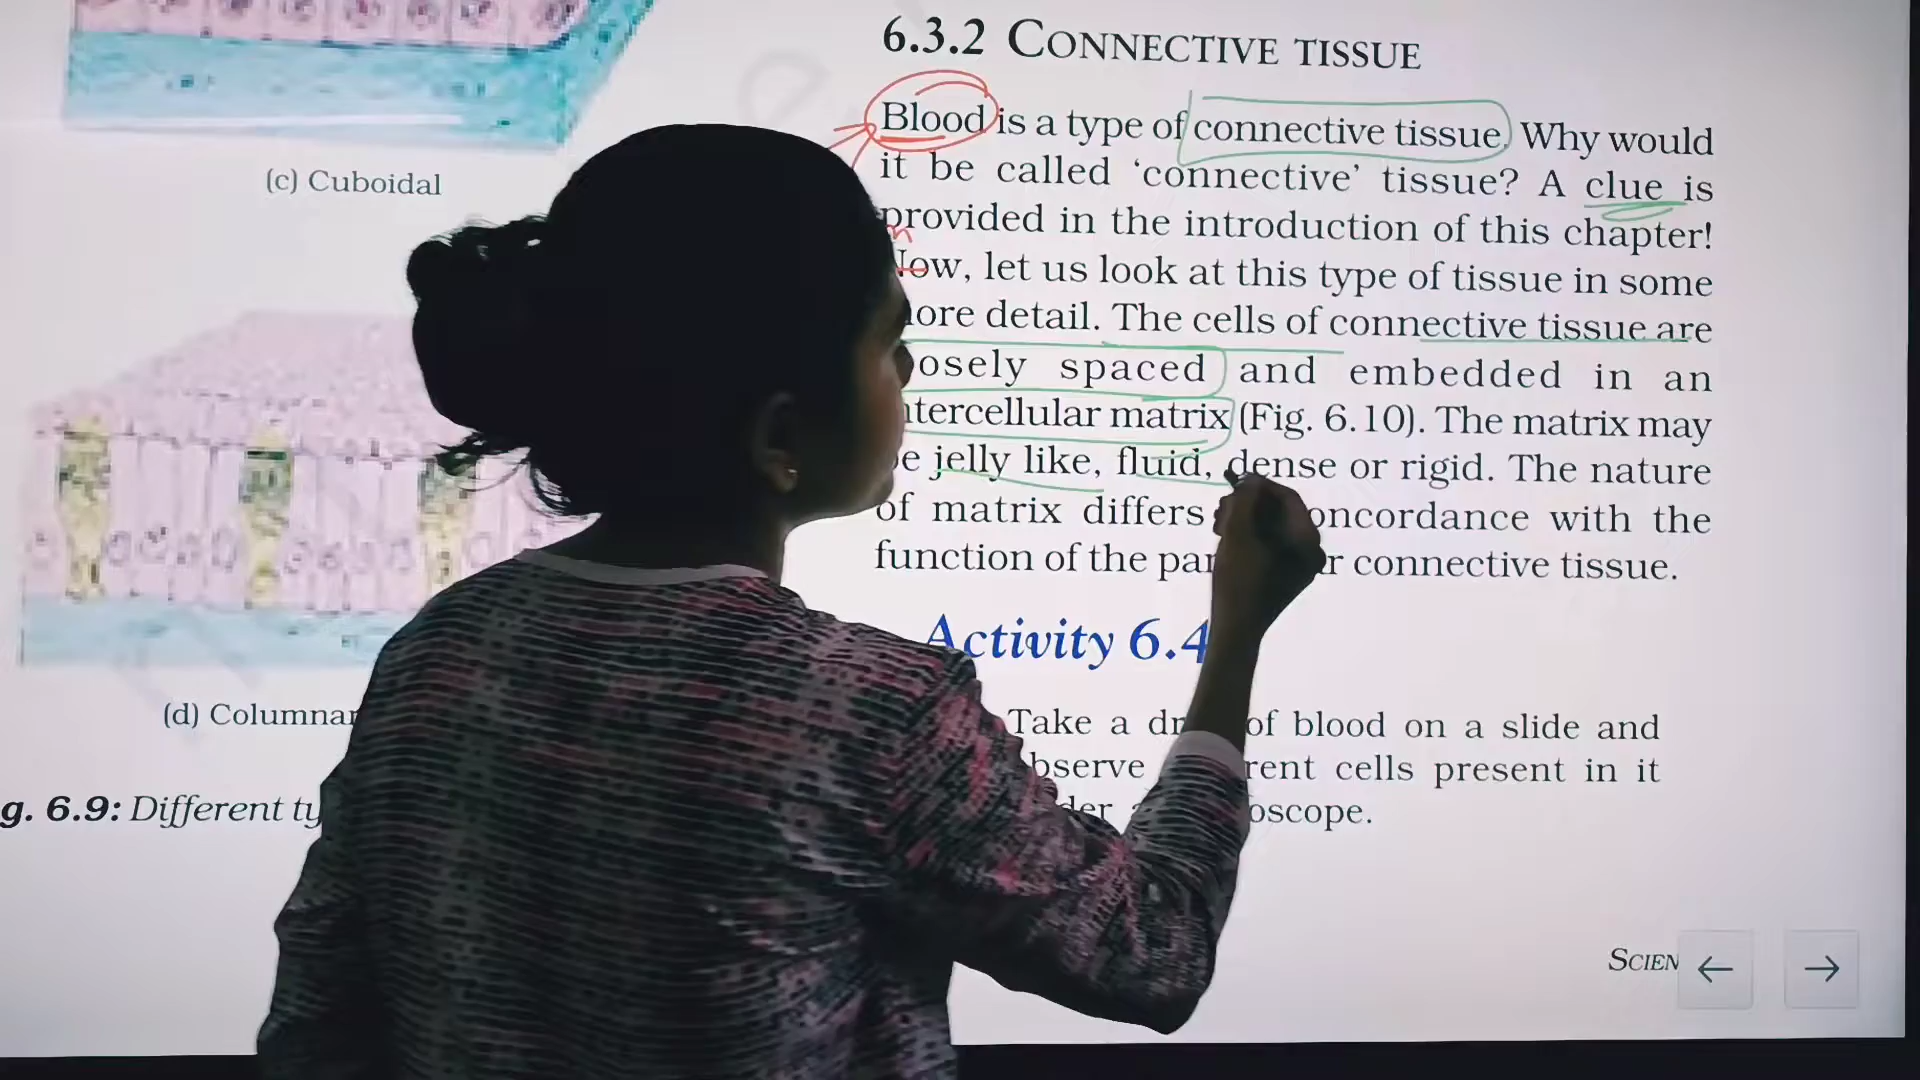 (c) Cuboidal
(d) Columnar
g. 6.9: Different
6.3.2 CONNECTIVE TISSUE
Blood is a type of connective tissue. Why would
it be called ‘connective’ tissue? A clue is
provided in the introduction of this chapter!
Now, let us look at this type of tissue in some
ore detail. The cells of connective tissue are
oosely spaced and embedded in an
ntercellular matrix (Fig. 6.10). The matrix may
e jelly like, fluid, dense or rigid. The nature
of matrix differs oncordance with the
function of the par r connective tissue.
Activity 6.4
Take a dr of blood on a slide and
bserve rent cells present in it
der oscope.
SCIEN